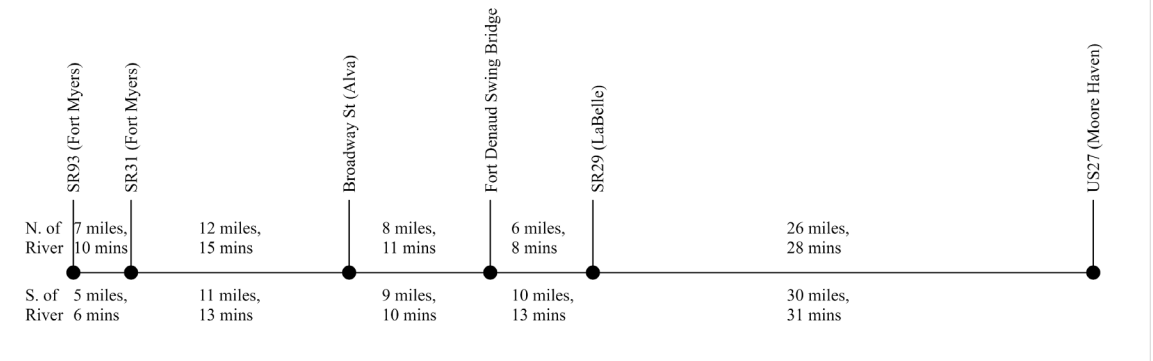 SR93 (Fort Myers)
SR31 (Fort Myers)
Broadway St (Alva)
Fort Denaud Swing Bridge
SR29 (LaBelle)
US27 (Moore Haven)
N. of
River
7 miles,
10 mins
12 miles,
15 mins
8 miles,
11 mins
6 miles,
8 mins
26 miles,
28 mins
S. of
River
5 miles,
6 mins
11 miles,
13 mins
9 miles,
10 mins
10 miles,
13 mins
30 miles,
31 mins